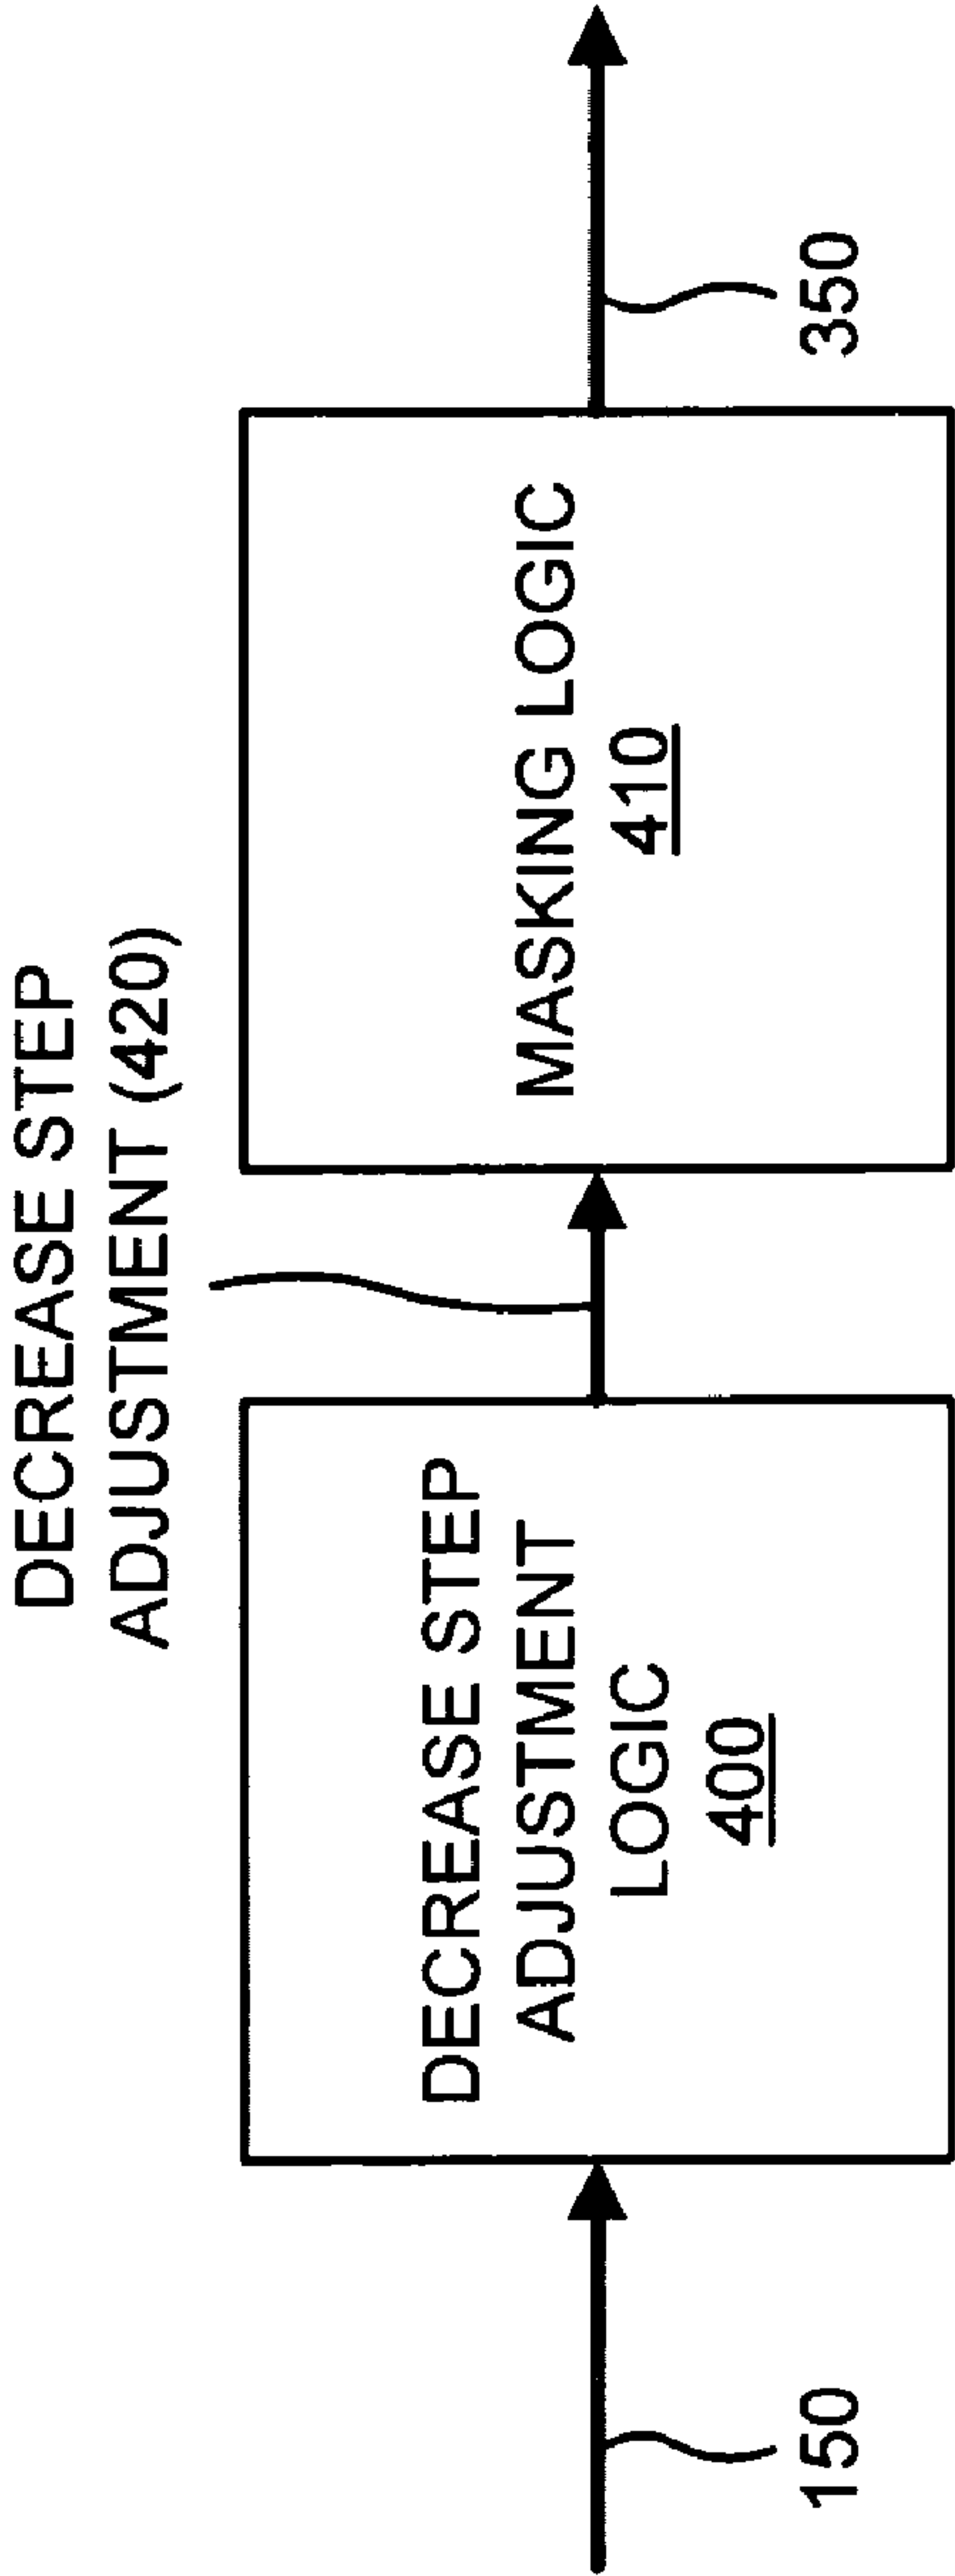 DECREASE STEP
ADJUSTMENT (420)
DECREASE STEP
ADJUSTMENT
LOGIC
400
MASKING LOGIC
410
150
350